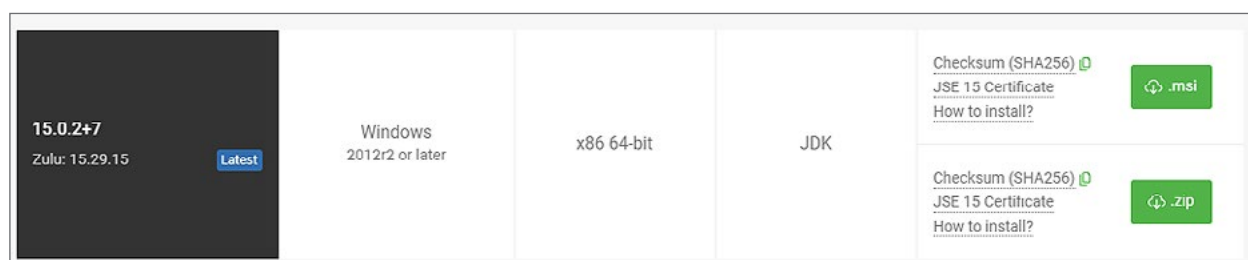 15.0.2+7
Zulu: 15.29.15 Latest
Windows
2012r2 or later
x86 64-bit
JDK
Checksum (SHA256)
JSE 15 Certificate
How to install?
.msi
Checksum (SHA256)
JSE 15 Certificate
How to install?
.zip